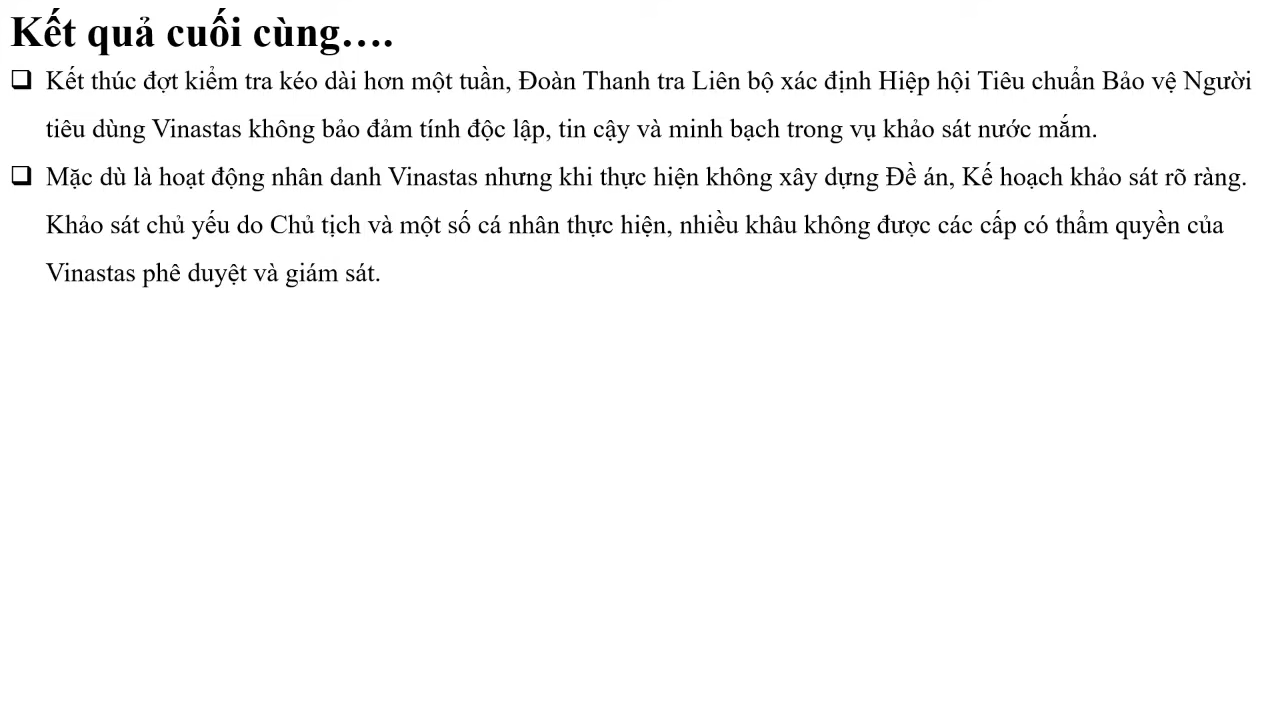 Kết quả cuối cùng….
❑ Kết thúc đợt kiểm tra kéo dài hơn một tuần, Đoàn Thanh tra Liên bộ xác định Hiệp hội Tiêu chuẩn Bảo vệ Người
tiêu dùng Vinastas không bảo đảm tính độc lập, tin cậy và minh bạch trong vụ khảo sát nước mắm.
❑ Mặc dù là hoạt động nhân danh Vinastas nhưng khi thực hiện không xây dựng Đề án, Kế hoạch khảo sát rõ ràng.
Khảo sát chủ yếu do Chủ tịch và một số cá nhân thực hiện, nhiều khâu không được các cấp có thẩm quyền của
Vinastas phê duyệt và giám sát.